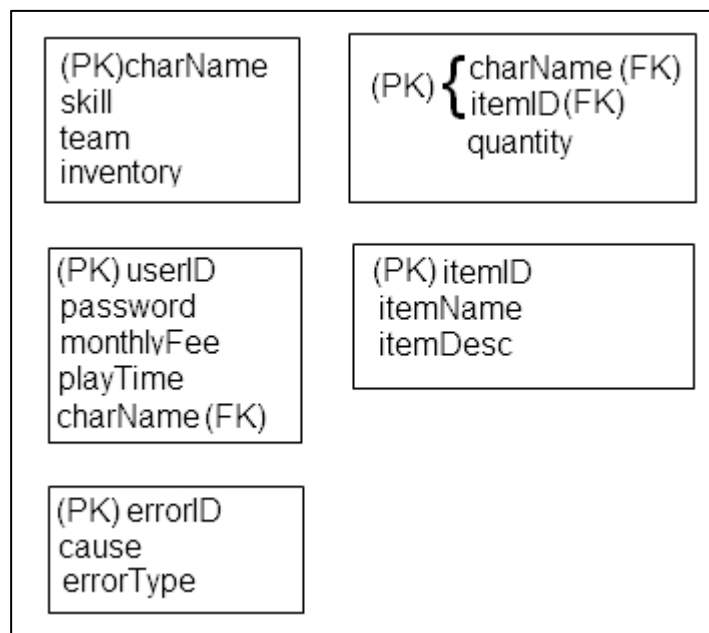 (PK)charName
skill
team
inventory
(PK) { charName (FK)
itemID (FK)
quantity
(PK) userID
password
monthlyFee
playTime
charName (FK)
(PK) itemID
itemName
itemDesc
(PK) errorID
cause
errorType